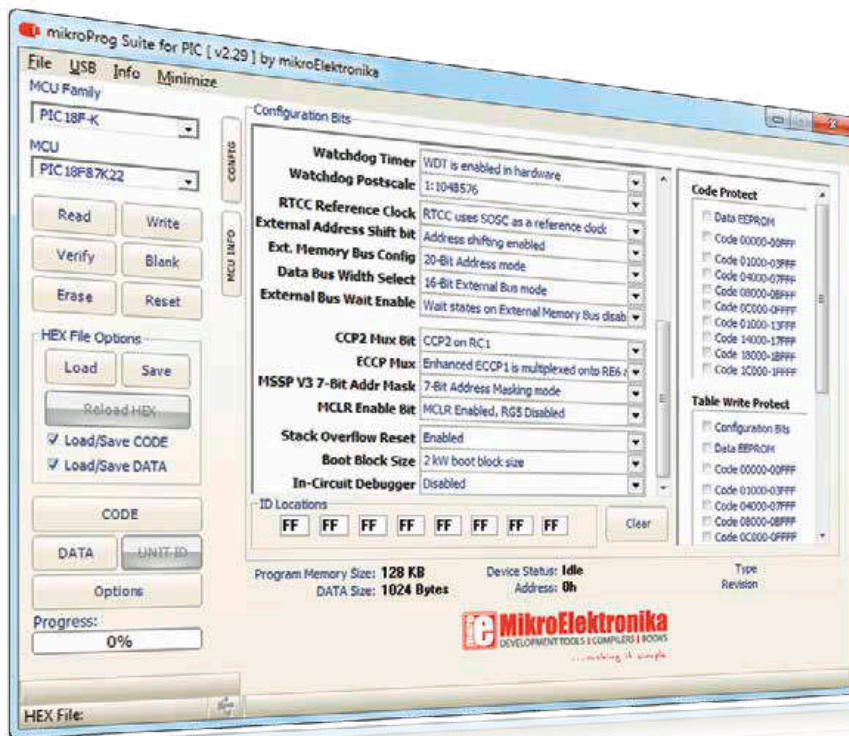 mikroProg Suite for PIC [ v2.29 ] by mikroElektronika
File USB Info Minimize
MCU Family
PIC18F-K
MCU
PIC18F87K22
Read Write
Verify Blank
Erase Reset
HEX File Options
Load Save
Reload HEX
Load/Save CODE
Load/Save DATA
CODE
DATA UNIT ID
Options
Progress:
0%
HEX File:
CONFIG
MCU INFO
Configuration Bits
Watchdog Timer WDT is enabled in hardware
Watchdog Postscale 1:1048576
RTCC Reference Clock RTCC uses SOSC as a reference clock
External Address Shift bit Address shifting enabled
Ext. Memory Bus Config 20-Bit Address mode
Data Bus Width Select 16-Bit External Bus mode
External Bus Wait Enable Wait states on External Memory Bus disab
CCP2 Mux Bit CCP2 on RC1
ECCP Mux Enhanced ECCP1 is multiplexed onto RE6 a
MSSP V3 7-Bit Addr Mask 7-Bit Address Masking mode
MCLR Enable Bit MCLR Enabled, RG5 Disabled
Stack Overflow Reset Enabled
Boot Block Size 2 kW boot block size
In-Circuit Debugger Disabled
ID Locations
FF FF FF FF FF FF FF FF
Clear
Code Protect
Data EEPROM
Code 00000-00FFF
Code 01000-03FFF
Code 04000-07FFF
Code 08000-0BFFF
Code 0C000-0FFFF
Code 01000-13FFF
Code 14000-17FFF
Code 18000-1BFFF
Code 1C000-1FFFF
Table Write Protect
Configuration Bits
Data EEPROM
Code 00000-00FFF
Code 01000-03FFF
Code 04000-07FFF
Code 08000-0BFFF
Code 0C000-0FFFF
Program Memory Size: 128 KB Device Status: Idle Type
DATA Size: 1024 Bytes Address: 0h Revision
MikroElektronika
DEVELOPMENT TOOLS | COMPILERS | BOOKS
....making it simple